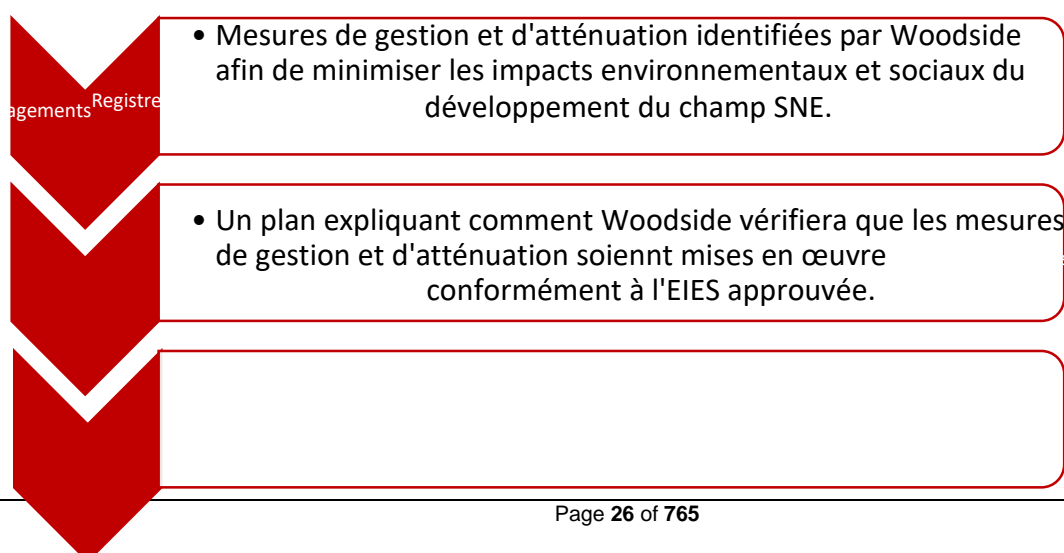 • Mesures de gestion et d'atténuation identifiées par Woodside
afin de minimiser les impacts environnementaux et sociaux du
développement du champ SNE.
agements Registre
• Un plan expliquant comment Woodside vérifiera que les mesures
de gestion et d'atténuation soiennt mises en œuvre
conformément à l'EIES approuvée.
Page 26 of 765